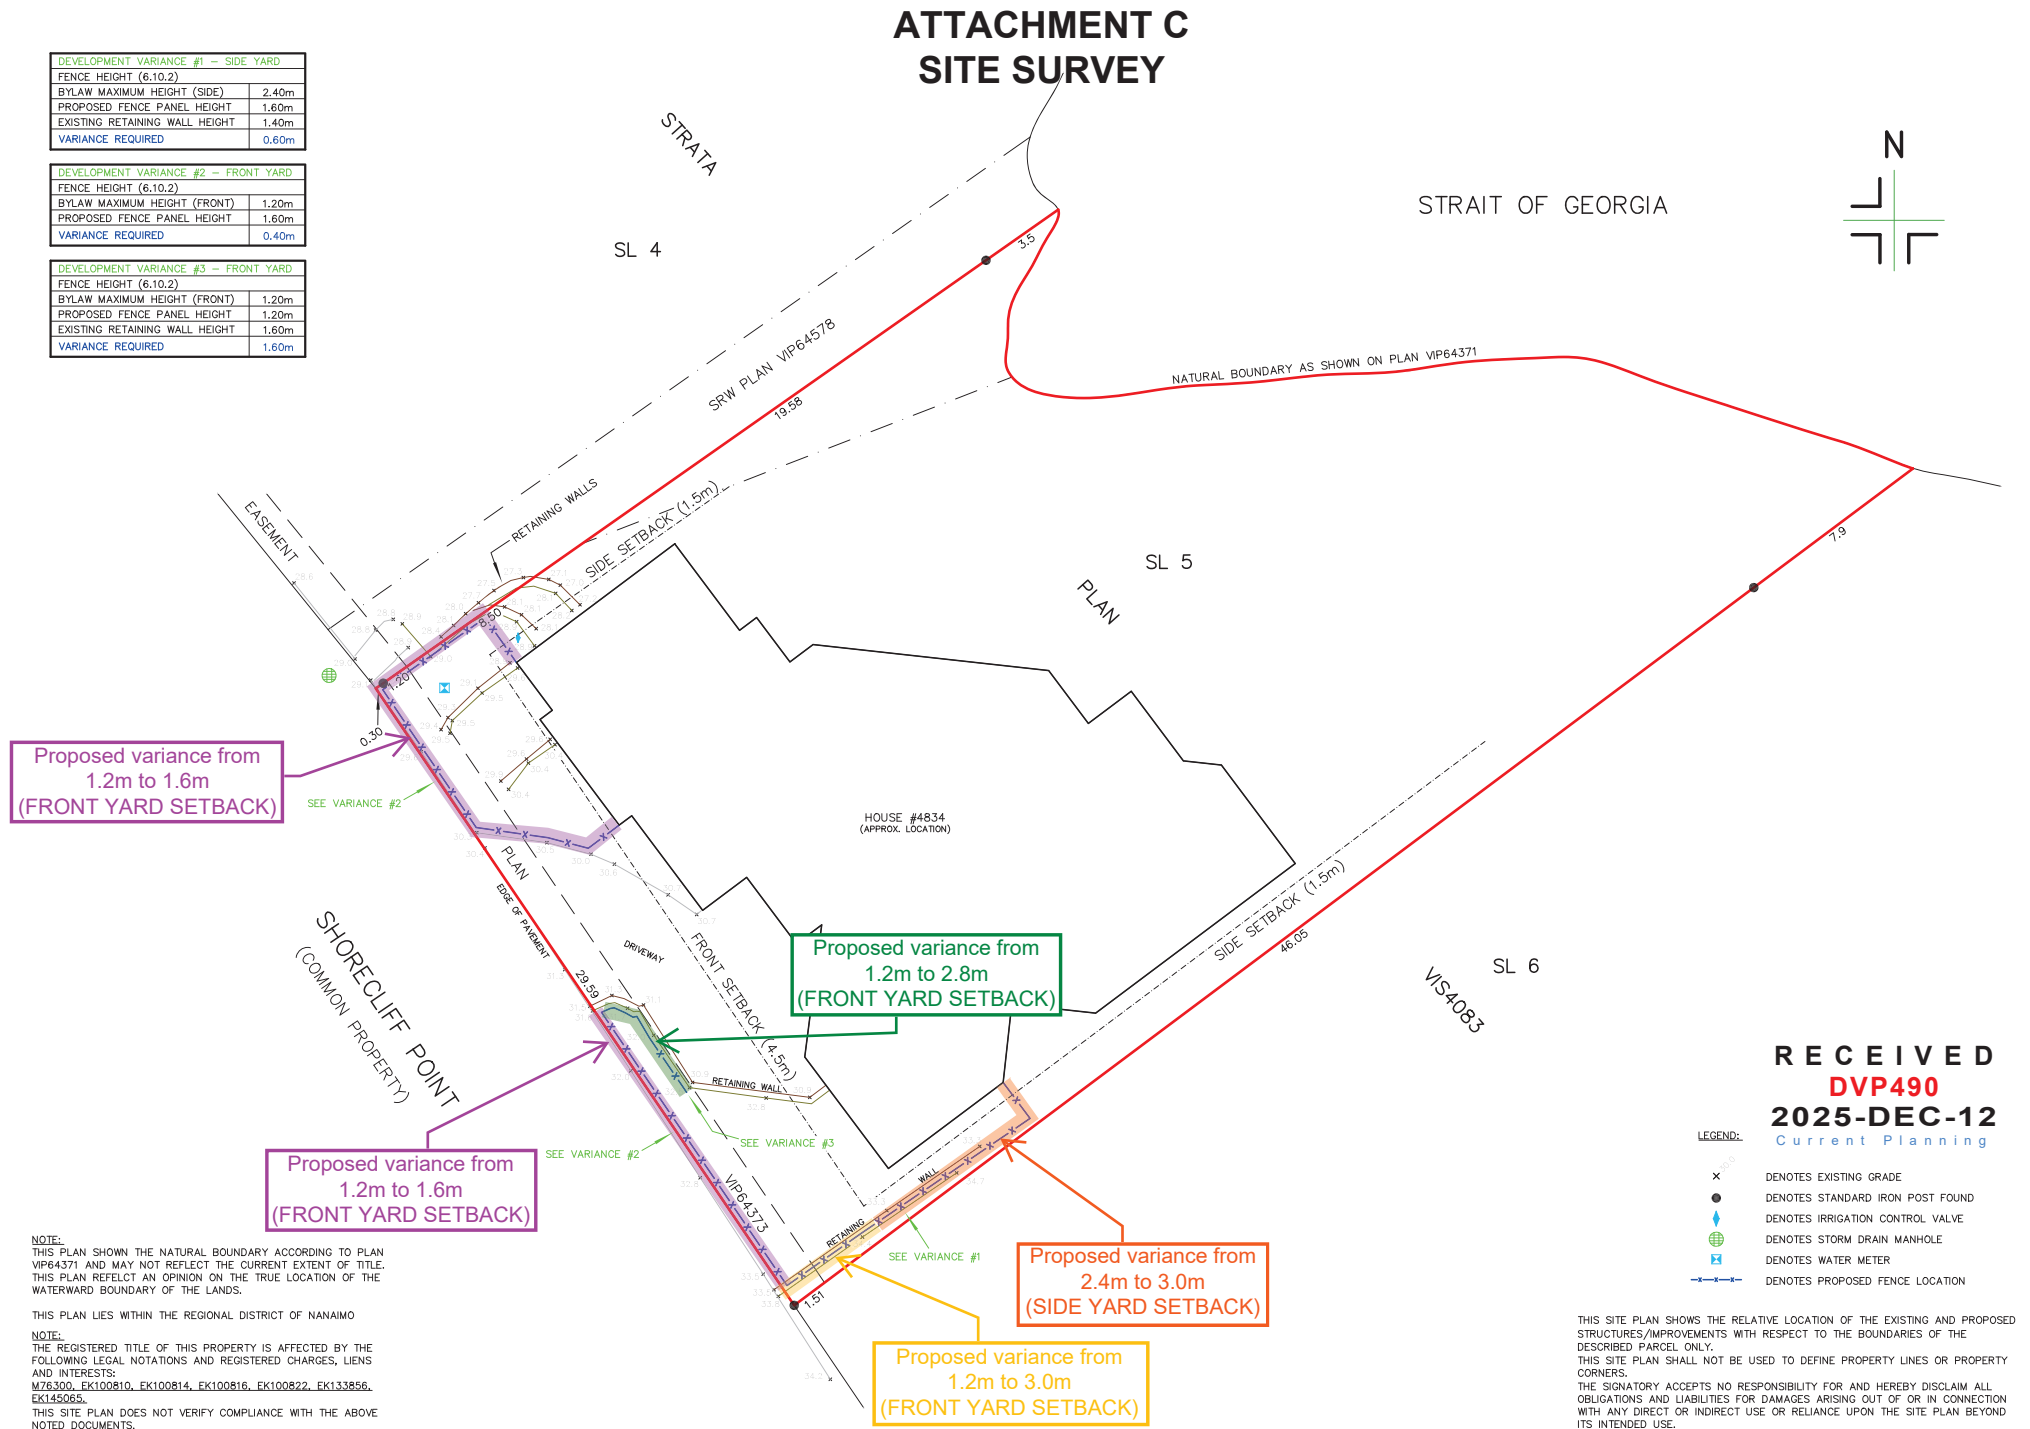 ATTACHMENT C
SITE SURVEY
DEVELOPMENT VARIANCE #1 – SIDE YARD
FENCE HEIGHT (6.10.2)
BYLAW MAXIMUM HEIGHT (SIDE) 2.40m
PROPOSED FENCE PANEL HEIGHT 1.60m
EXISTING RETAINING WALL HEIGHT 1.40m
VARIANCE REQUIRED 0.60m
DEVELOPMENT VARIANCE #2 – FRONT YARD
FENCE HEIGHT (6.10.2)
BYLAW MAXIMUM HEIGHT (FRONT) 1.20m
PROPOSED FENCE PANEL HEIGHT 1.60m
VARIANCE REQUIRED 0.40m
DEVELOPMENT VARIANCE #3 – FRONT YARD
FENCE HEIGHT (6.10.2)
BYLAW MAXIMUM HEIGHT (FRONT) 1.20m
PROPOSED FENCE PANEL HEIGHT 1.20m
EXISTING RETAINING WALL HEIGHT 1.60m
VARIANCE REQUIRED 1.60m
STRATA
SL 4
N
STRAIT OF GEORGIA
3.5
SRW PLAN VIP64578
19.58
NATURAL BOUNDARY AS SHOWN ON PLAN VIP64371
EASEMENT
RETAINING WALLS
SIDE SETBACK (1.5m)
SL 5
PLAN
7.9
8.50
1.20
0.30
Proposed variance from
1.2m to 1.6m
(FRONT YARD SETBACK)
SEE VARIANCE #2
HOUSE #4834
(APPROX. LOCATION)
PLAN
EDGE OF PAVEMENT
DRIVEWAY
FRONT SETBACK (4.5m)
29.59
SHORECLIFF POINT
(COMMON PROPERTY)
Proposed variance from
1.2m to 2.8m
(FRONT YARD SETBACK)
SIDE SETBACK (1.5m)
46.05
SL 6
VIS4083
RETAINING WALL
SEE VARIANCE #3
SEE VARIANCE #2
Proposed variance from
1.2m to 1.6m
(FRONT YARD SETBACK)
VIP64373
RETAINING WALL
SEE VARIANCE #1
1.51
Proposed variance from
2.4m to 3.0m
(SIDE YARD SETBACK)
Proposed variance from
1.2m to 3.0m
(FRONT YARD SETBACK)
RECEIVED
DVP490
2025-DEC-12
Current Planning
LEGEND:
DENOTES EXISTING GRADE
DENOTES STANDARD IRON POST FOUND
DENOTES IRRIGATION CONTROL VALVE
DENOTES STORM DRAIN MANHOLE
DENOTES WATER METER
DENOTES PROPOSED FENCE LOCATION
NOTE:
THIS PLAN SHOWN THE NATURAL BOUNDARY ACCORDING TO PLAN
VIP64371 AND MAY NOT REFLECT THE CURRENT EXTENT OF TITLE.
THIS PLAN REFELCT AN OPINION ON THE TRUE LOCATION OF THE
WATERWARD BOUNDARY OF THE LANDS.
THIS PLAN LIES WITHIN THE REGIONAL DISTRICT OF NANAIMO
NOTE:
THE REGISTERED TITLE OF THIS PROPERTY IS AFFECTED BY THE
FOLLOWING LEGAL NOTATIONS AND REGISTERED CHARGES, LIENS
AND INTERESTS:
M76300, EK100810, EK100814, EK100816, EK100822, EK133856,
EK145065.
THIS SITE PLAN DOES NOT VERIFY COMPLIANCE WITH THE ABOVE
NOTED DOCUMENTS.
THIS SITE PLAN SHOWS THE RELATIVE LOCATION OF THE EXISTING AND PROPOSED
STRUCTURES/IMPROVEMENTS WITH RESPECT TO THE BOUNDARIES OF THE
DESCRIBED PARCEL ONLY.
THIS SITE PLAN SHALL NOT BE USED TO DEFINE PROPERTY LINES OR PROPERTY
CORNERS.
THE SIGNATORY ACCEPTS NO RESPONSIBILITY FOR AND HEREBY DISCLAIM ALL
OBLIGATIONS AND LIABILITIES FOR DAMAGES ARISING OUT OF OR IN CONNECTION
WITH ANY DIRECT OR INDIRECT USE OR RELIANCE UPON THE SITE PLAN BEYOND
ITS INTENDED USE.